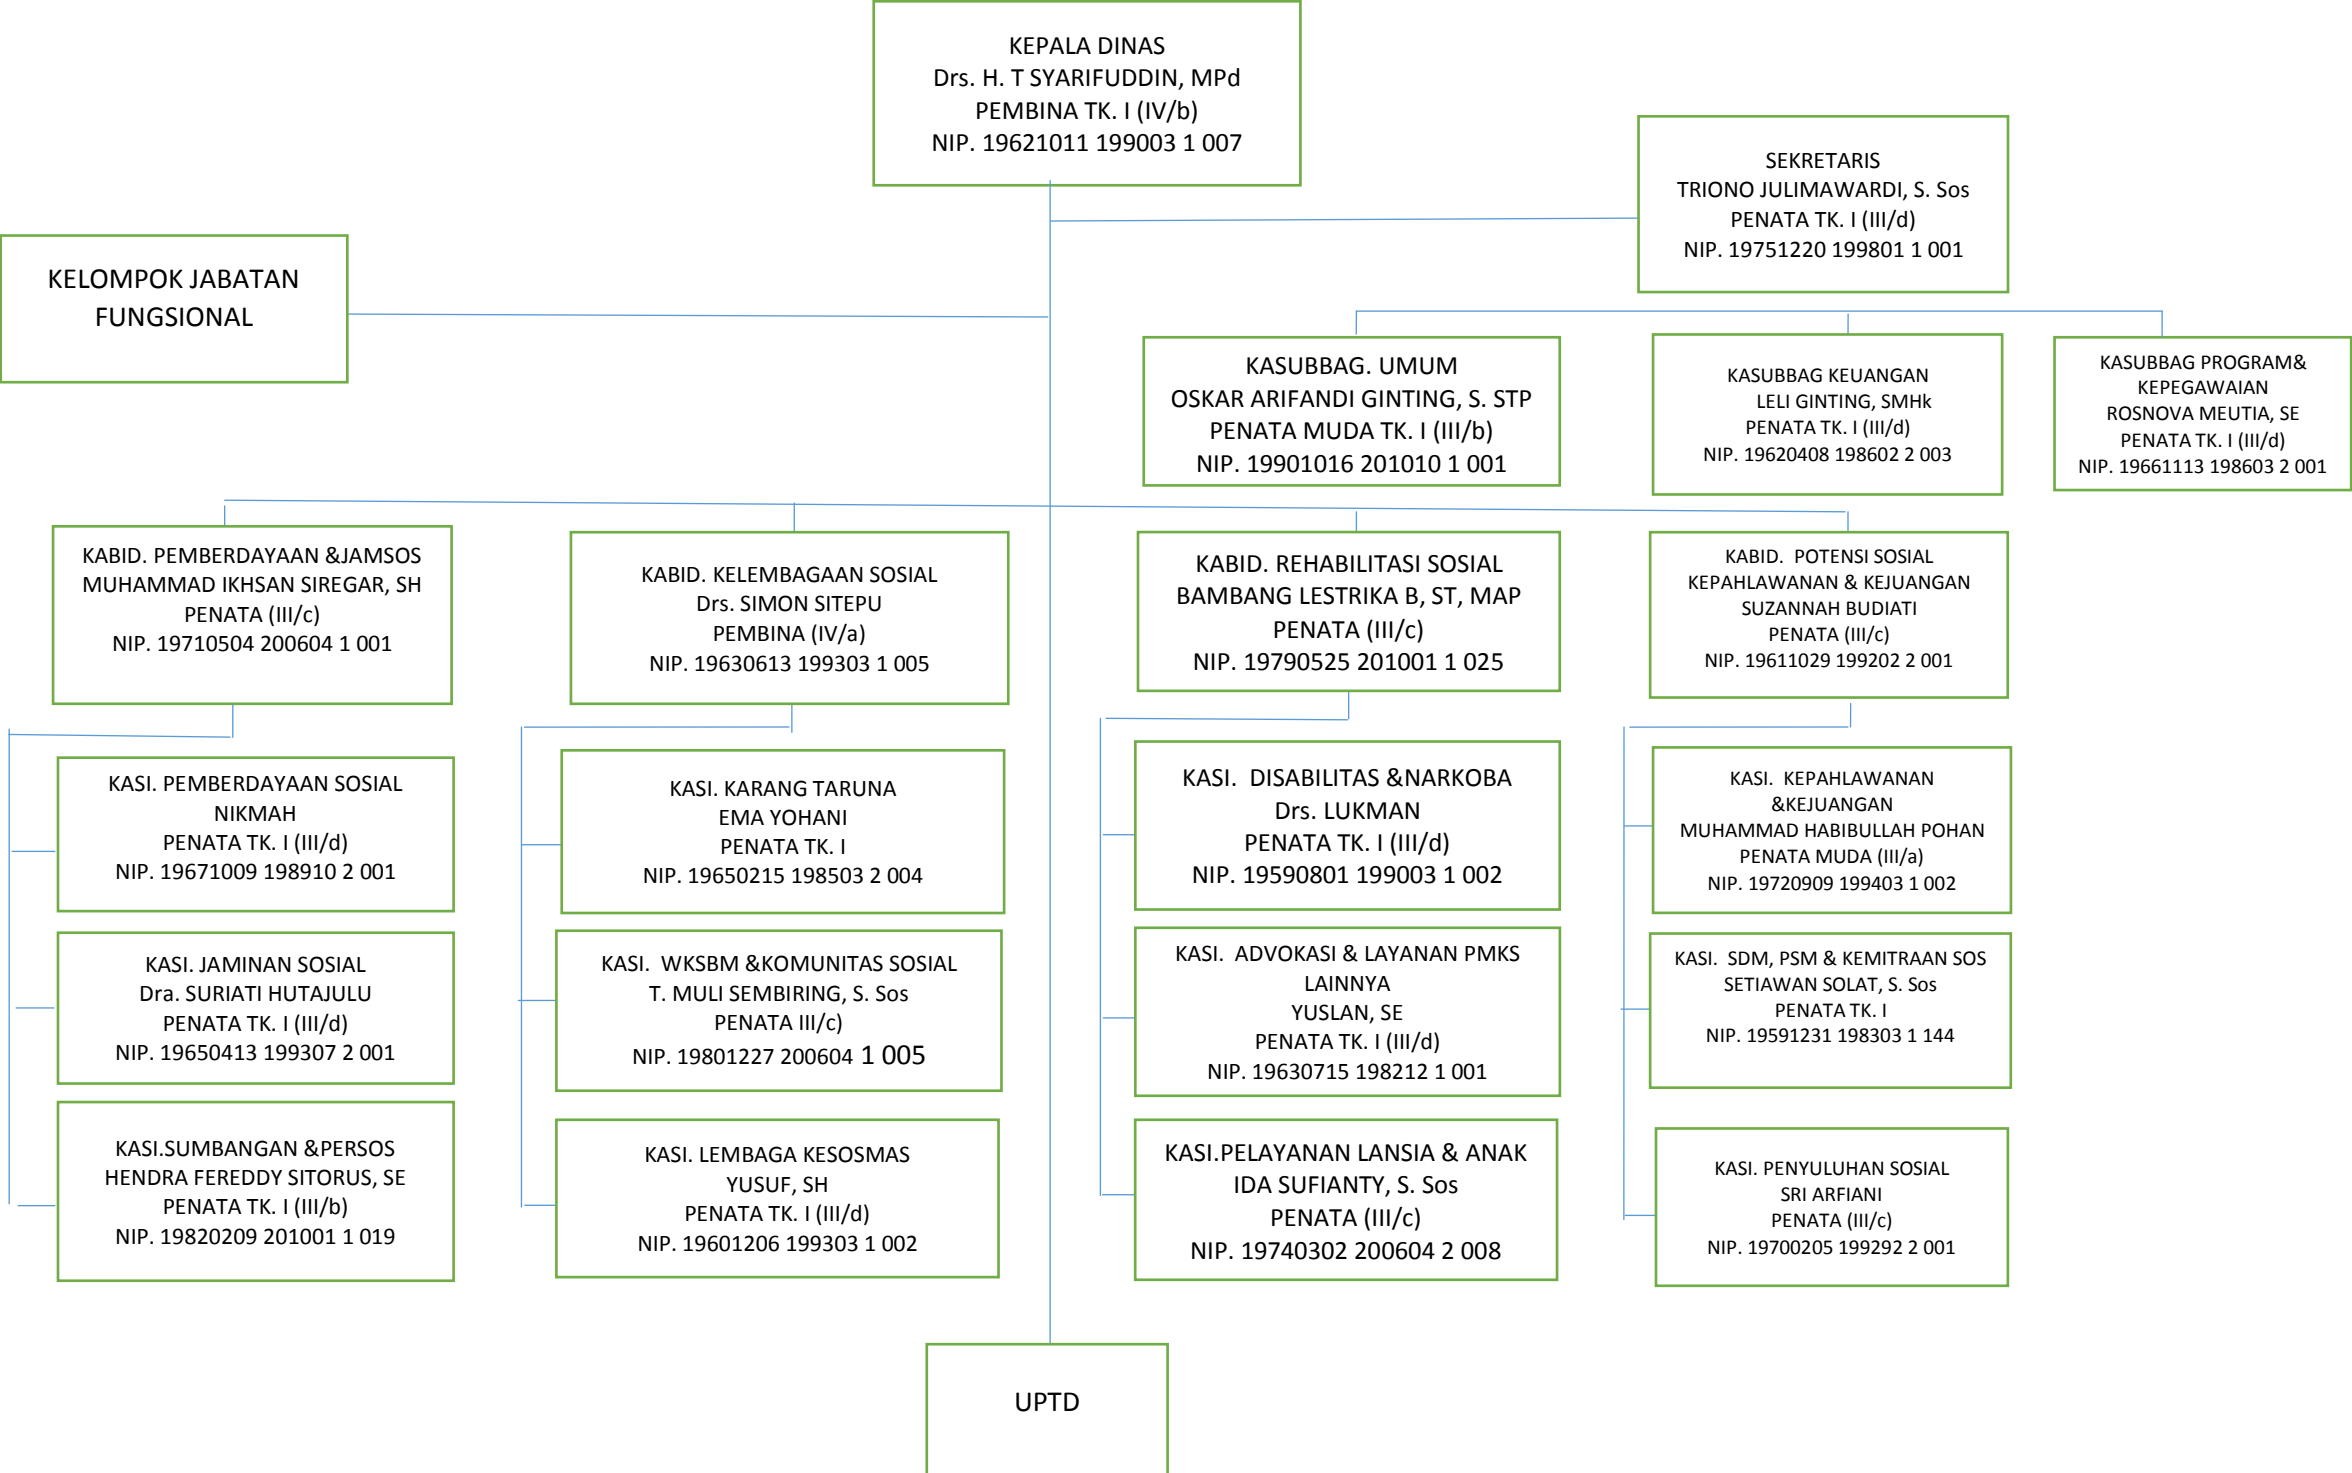 KEPALA DINAS
Drs. H. T SYARIFUDDIN, MPd
PEMBINA TK. I (IV/b)
NIP. 19621011 199003 1 007
SEKRETARIS
TRIONO JULIMAWARDI, S. Sos
PENATA TK. I (III/d)
NIP. 19751220 199801 1 001
KELOMPOK JABATAN
FUNGSIONAL
KASUBBAG. UMUM
OSKAR ARIFANDI GINTING, S. STP
PENATA MUDA TK. I (III/b)
NIP. 19901016 201010 1 001
KASUBBAG KEUANGAN
LELI GINTING, SMHk
PENATA TK. I (III/d)
NIP. 19620408 198602 2 003
KASUBBAG PROGRAM&
KEPEGAWAIAN
ROSNOVA MEUTIA, SE
PENATA TK. I (III/d)
NIP. 19661113 198603 2 001
KABID. PEMBERDAYAAN &JAMSOS
MUHAMMAD IKHSAN SIREGAR, SH
PENATA (III/c)
NIP. 19710504 200604 1 001
KABID. KELEMBAGAAN SOSIAL
Drs. SIMON SITEPU
PEMBINA (IV/a)
NIP. 19630613 199303 1 005
KABID. REHABILITASI SOSIAL
BAMBANG LESTRIKA B, ST, MAP
PENATA (III/c)
NIP. 19790525 201001 1 025
KABID. POTENSI SOSIAL
KEPAHLAWANAN & KEJUANGAN
SUZANNAH BUDIATI
PENATA (III/c)
NIP. 19611029 199202 2 001
KASI. PEMBERDAYAAN SOSIAL
NIKMAH
PENATA TK. I (III/d)
NIP. 19671009 198910 2 001
KASI. KARANG TARUNA
EMA YOHANI
PENATA TK. I
NIP. 19650215 198503 2 004
KASI. DISABILITAS &NARKOBA
Drs. LUKMAN
PENATA TK. I (III/d)
NIP. 19590801 199003 1 002
KASI. KEPAHLAWANAN
&KEJUANGAN
MUHAMMAD HABIBULLAH POHAN
PENATA MUDA (III/a)
NIP. 19720909 199403 1 002
KASI. JAMINAN SOSIAL
Dra. SURIATI HUTAJULU
PENATA TK. I (III/d)
NIP. 19650413 199307 2 001
KASI. WKSBM &KOMUNITAS SOSIAL
T. MULI SEMBIRING, S. Sos
PENATA III/c)
NIP. 19801227 200604 1 005
KASI. ADVOKASI & LAYANAN PMKS
LAINNYA
YUSLAN, SE
PENATA TK. I (III/d)
NIP. 19630715 198212 1 001
KASI. SDM, PSM & KEMITRAAN SOS
SETIAWAN SOLAT, S. Sos
PENATA TK. I
NIP. 19591231 198303 1 144
KASI.SUMBANGAN &PERSOS
HENDRA FEREDDY SITORUS, SE
PENATA TK. I (III/b)
NIP. 19820209 201001 1 019
KASI. LEMBAGA KESOSMAS
YUSUF, SH
PENATA TK. I (III/d)
NIP. 19601206 199303 1 002
KASI.PELAYANAN LANSIA & ANAK
IDA SUFIANTY, S. Sos
PENATA (III/c)
NIP. 19740302 200604 2 008
KASI. PENYULUHAN SOSIAL
SRI ARFIANI
PENATA (III/c)
NIP. 19700205 199292 2 001
UPTD